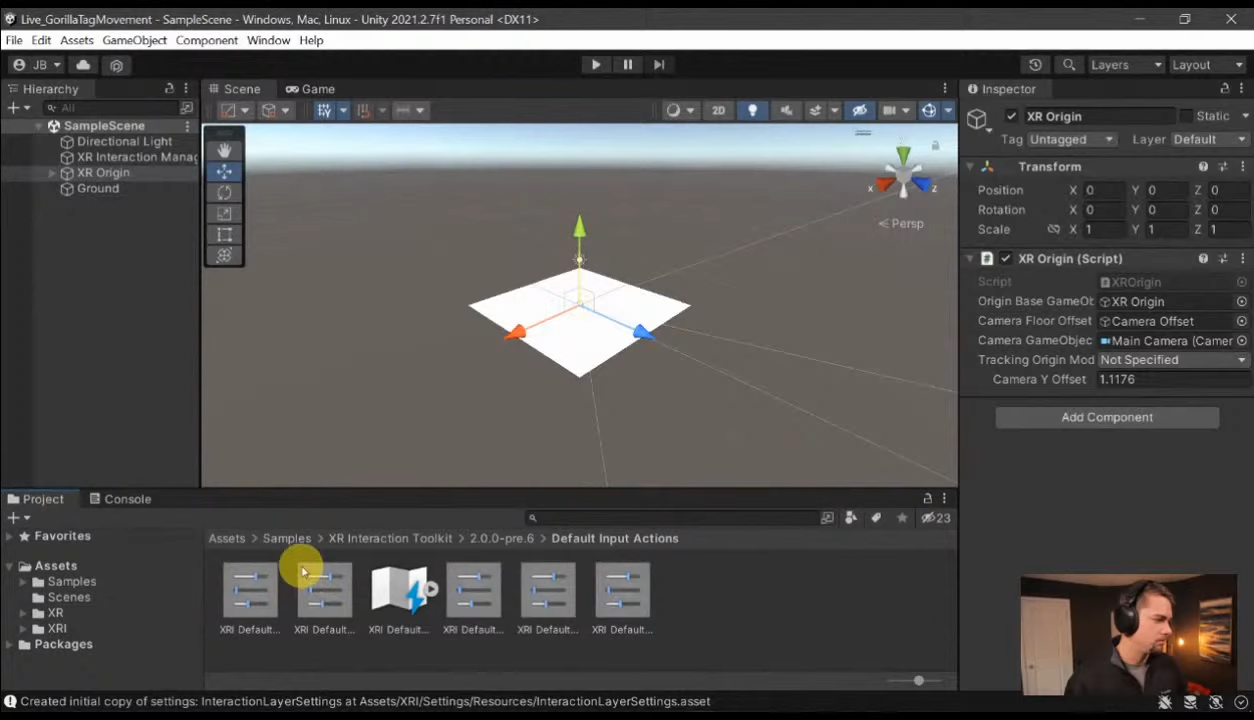 Live_GorillaTagMovement - SampleScene - Windows, Mac, Linux - Unity 2021.2.7f1 Personal <DX11>
File Edit Assets GameObject Component Window Help
JB Layers Layout
Hierarchy
All
SampleScene
Directional Light
XR Interaction Manag
XR Origin
Ground
Scene Game
2D
x z
< Persp
Inspector
XR Origin Static
Tag Untagged Layer Default
Transform
Position X 0 Y 0 Z 0
Rotation X 0 Y 0 Z 0
Scale X 1 Y 1 Z 1
XR Origin (Script)
Script XROrigin
Origin Base GameOt XR Origin
Camera Floor Offset Camera Offset
Camera GameObjec Main Camera (Camer
Tracking Origin Mod Not Specified
Camera Y Offset 1.1176
Add Component
Project Console
23
Favorites
Assets
Samples
Scenes
XR
XRI
Packages
Assets > Samples > XR Interaction Toolkit > 2.0.0-pre.6 > Default Input Actions
XRI Default... XRI Default... XRI Default... XRI Default... XRI Default... XRI Default...
Created initial copy of settings: InteractionLayerSettings at Assets/XRI/Settings/Resources/InteractionLayerSettings.asset